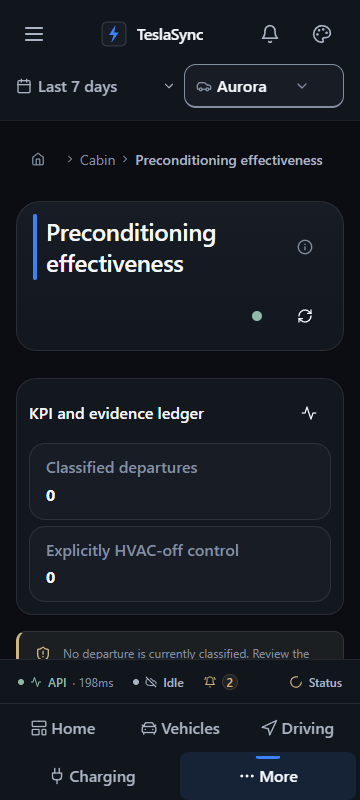 TeslaSync
Last 7 days
Aurora
Cabin
Preconditioning effectiveness
Preconditioning
effectiveness
KPI and evidence ledger
Classified departures
0
Explicitly HVAC-off control
0
No departure is currently classified. Review the
API · 198ms
Idle
2
Status
Home
Vehicles
Driving
Charging
More